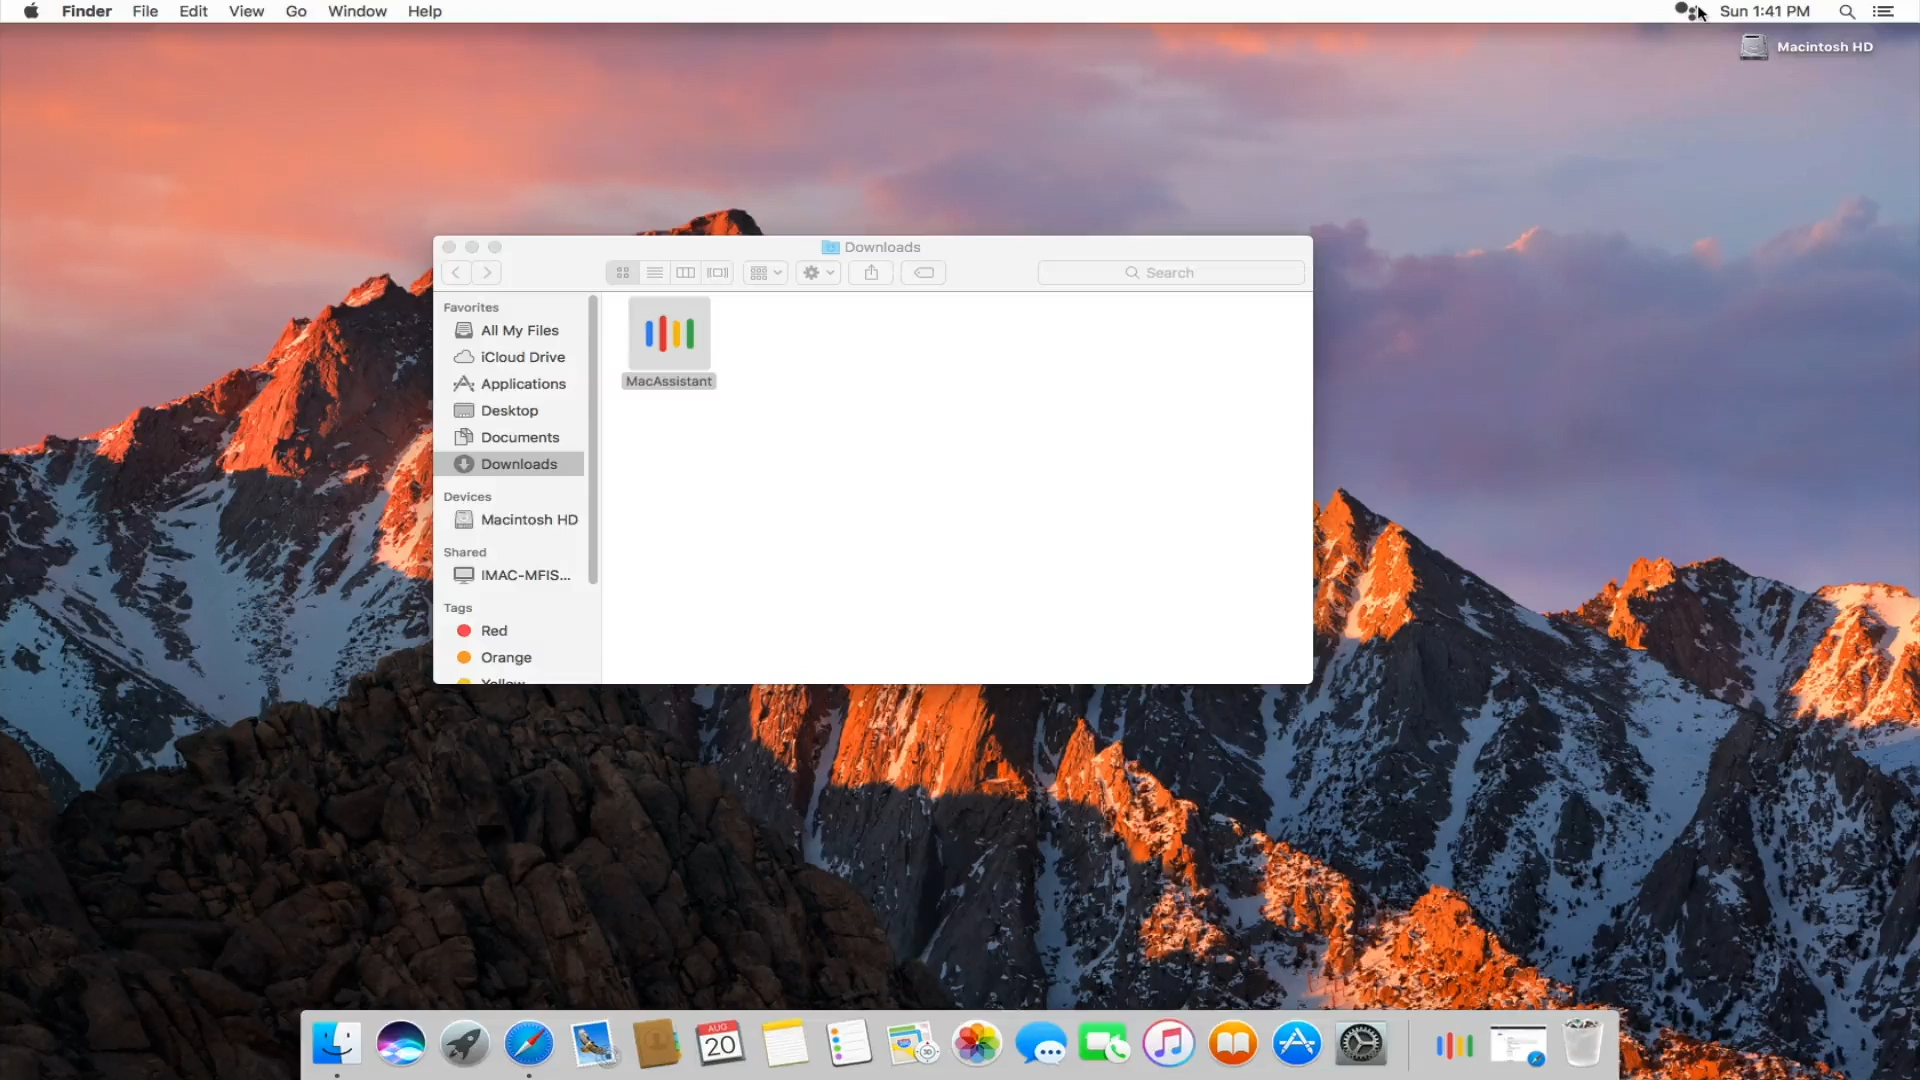 Finder File Edit View Go Window Help Sun 1:41 PM
Macintosh HD
Downloads
Search
Favorites
All My Files
iCloud Drive
Applications
Desktop
Documents
Downloads
Devices
Macintosh HD
Shared
IMAC-MFIS...
Tags
Red
Orange
Yellow
MacAssistant
AUG
20